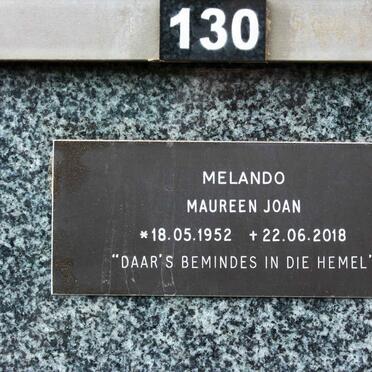 130
MELANDO
MAUREEN JOAN
*18.05.1952 ✝22.06.2018
"DAAR'S BEMINDES IN DIE HEMEL"